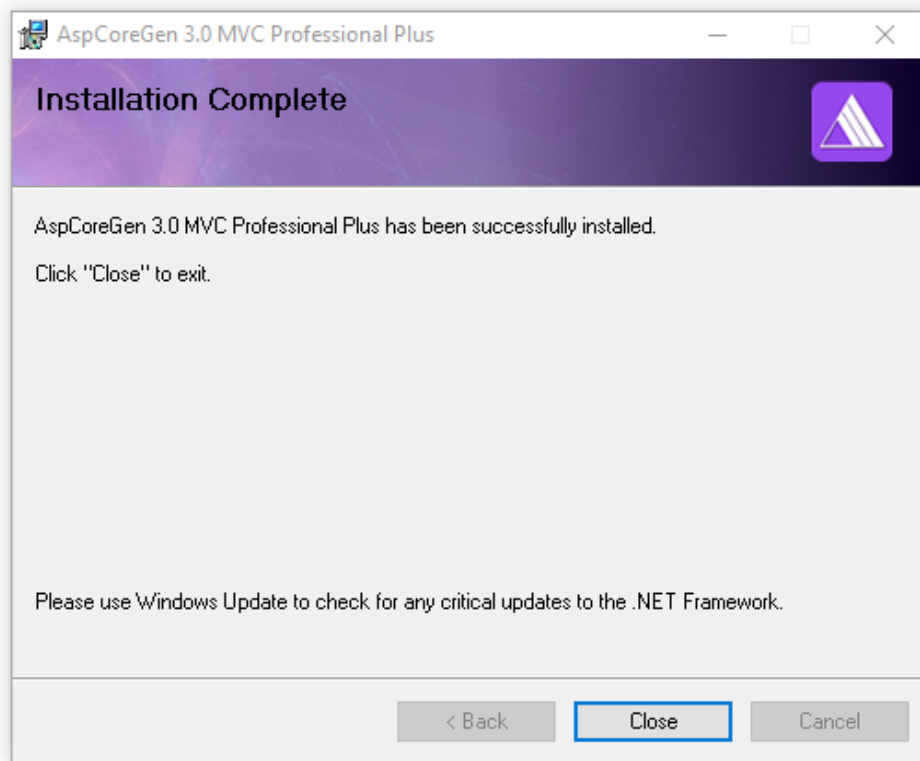 AspCoreGen 3.0 MVC Professional Plus
Installation Complete
AspCoreGen 3.0 MVC Professional Plus has been successfully installed.
Click "Close" to exit.
Please use Windows Update to check for any critical updates to the .NET Framework.
< Back
Close
Cancel